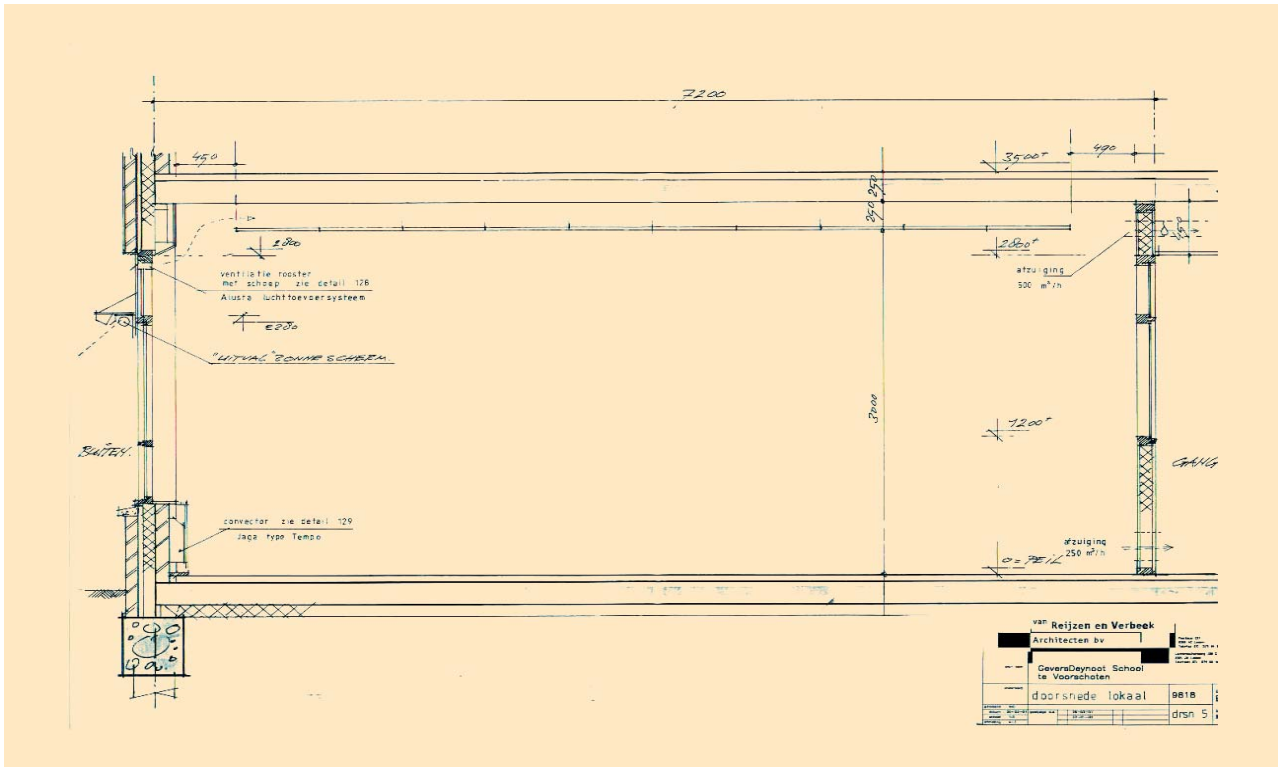 7200
450
3500+
490
250
250
2800
2800+
ventilatie rooster
met schoep zie detail 128
Alusta luchttoevoersysteem
afzuiging
500 m³/h
"UITVAL" ZONNESCHERM
3000
1200+
BUITEN.
GANG
convector zie detail 129
Jaga type Tempo
afzuiging
250 m³/h
0 = PEIL
van Reijzen en Verbeek
Architecten bv
GeversDeynoot School
te Voorschoten
doorsnede lokaal
9818
drsn 5